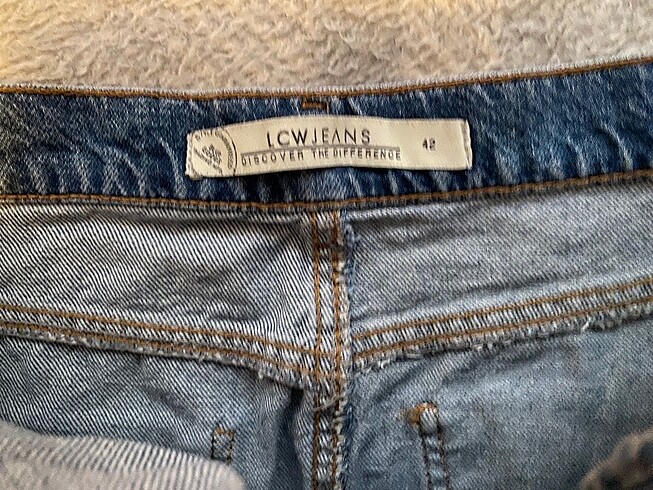 LCWJEANS
DISCOVER THE DIFFERENCE
42